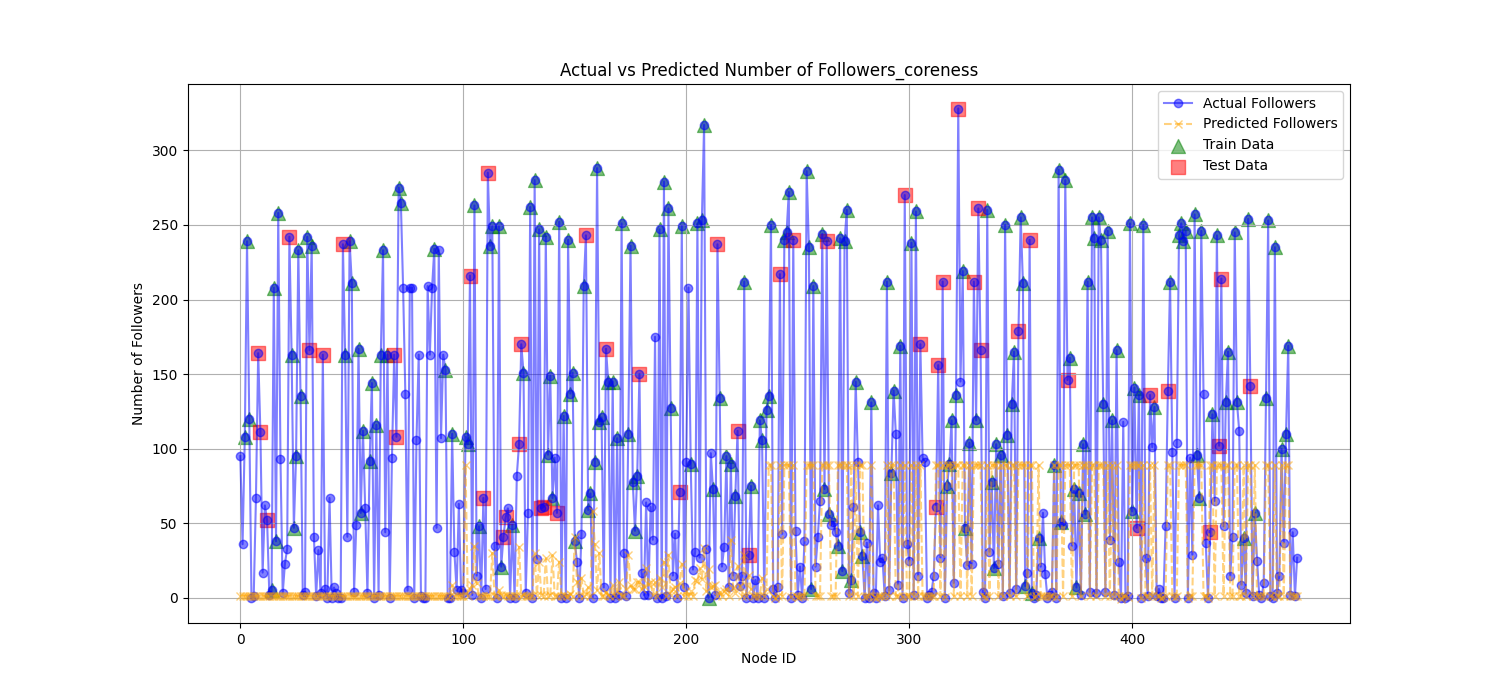 Actual vs Predicted Number of Followers_coreness
Actual Followers
Predicted Followers
Train Data
Test Data
Number of Followers
300
250
200
150
100
50
0
0 100 200 300 400
Node ID